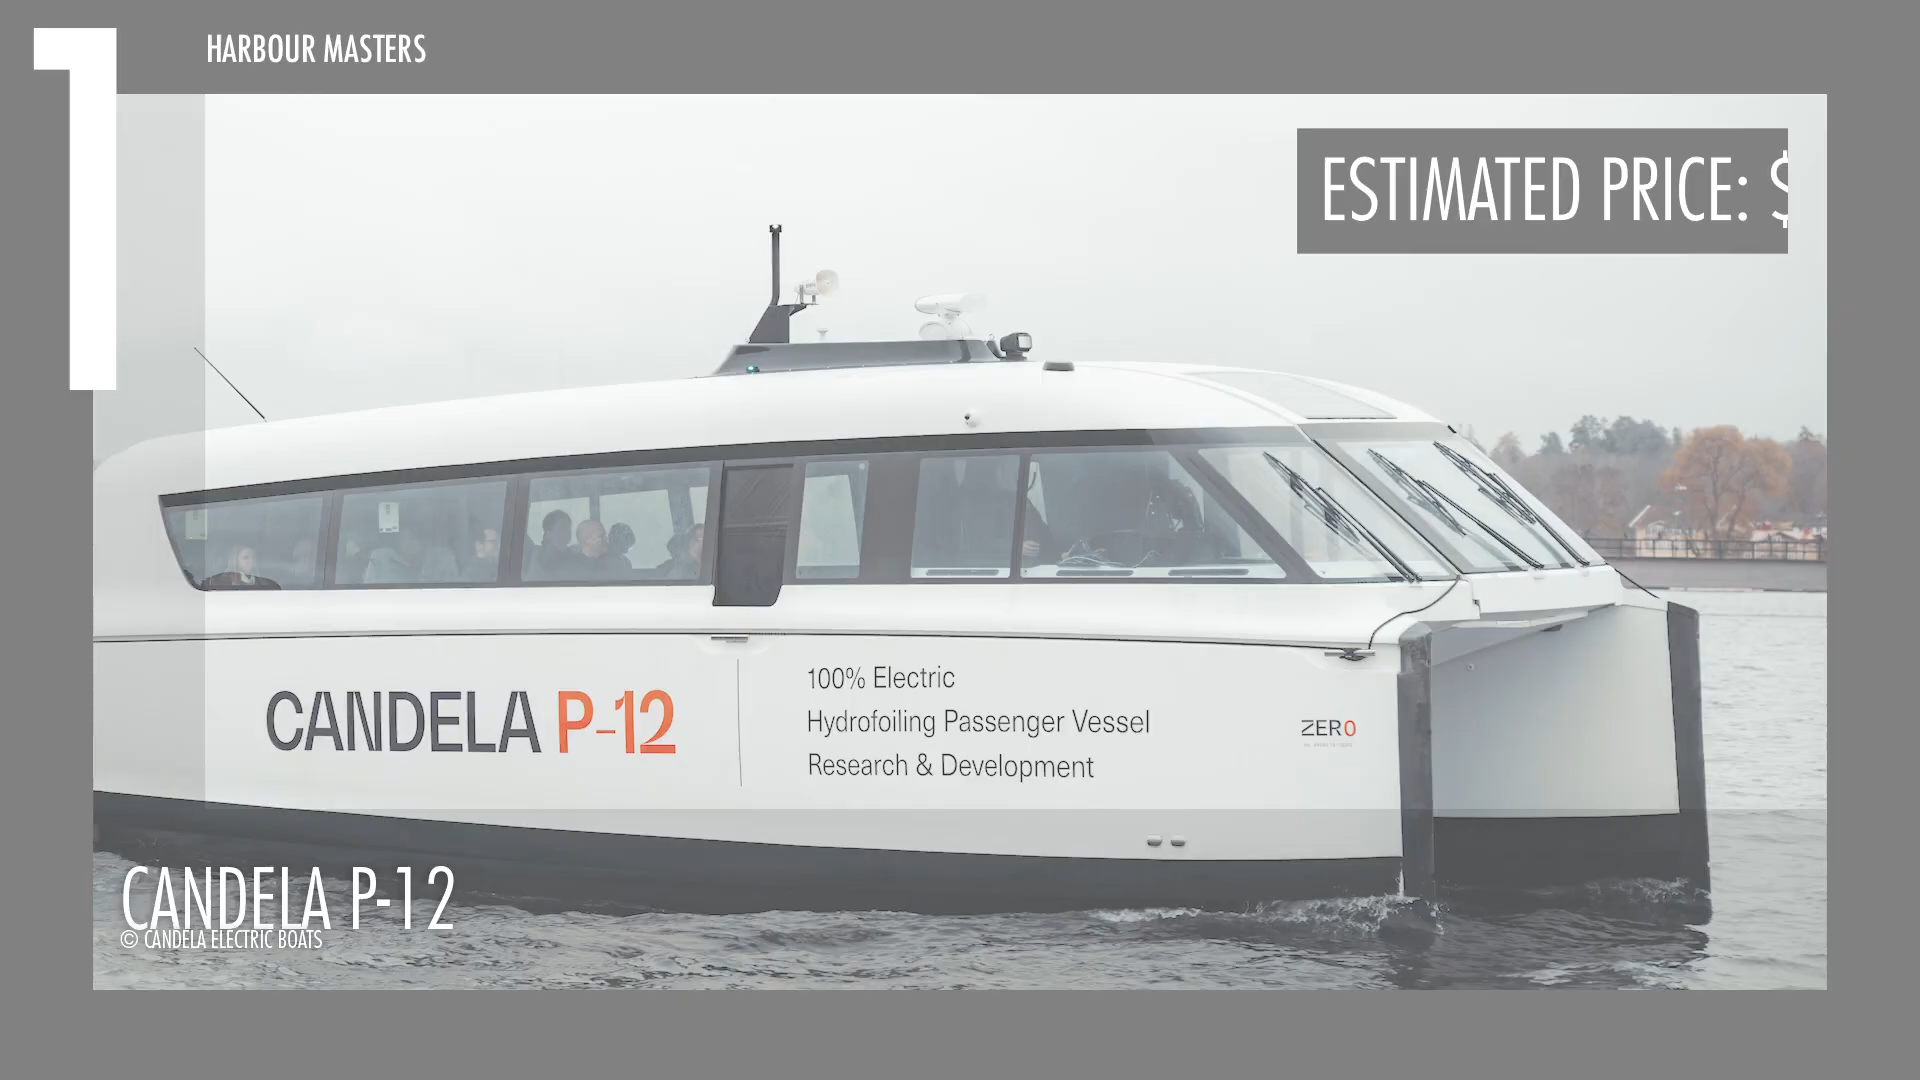 1
HARBOUR MASTERS
ESTIMATED PRICE: $
CANDELA P-12
100% Electric
Hydrofoiling Passenger Vessel
Research & Development
ZERO
CANDELA P-12
© CANDELA ELECTRIC BOATS